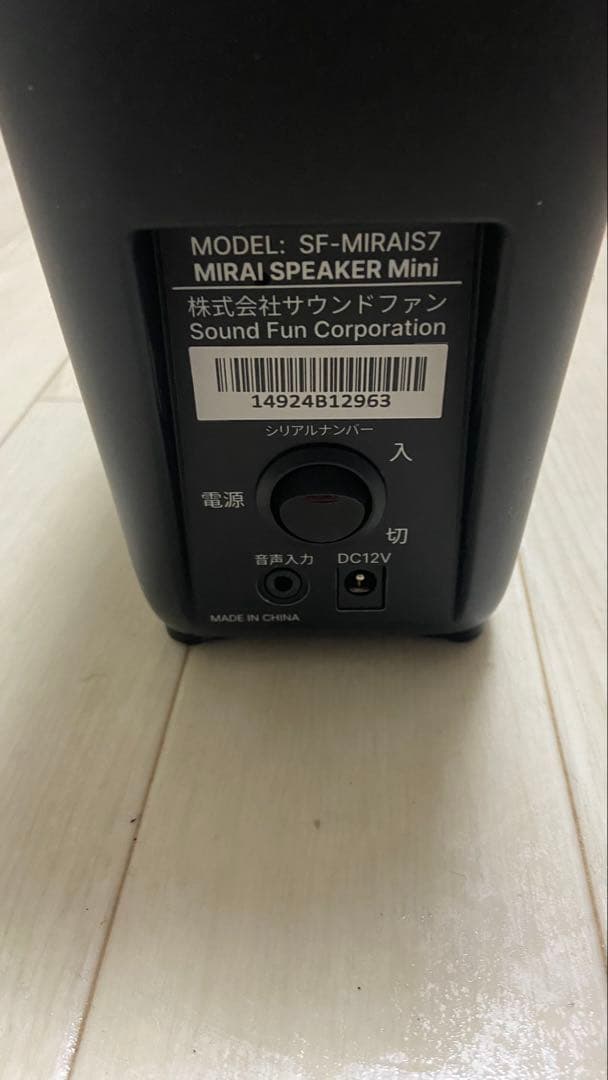 MODEL: SF-MIRAIS7
MIRAI SPEAKER Mini
株式会社サウンドファン
Sound Fun Corporation
14924B12963
シリアルナンバー
入
電源
切
音声入力 DC12V
MADE IN CHINA